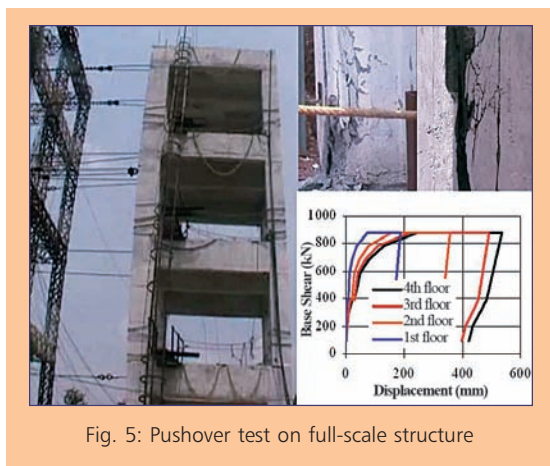 1000
800
600
400
200
0
Base Shear (kN)
4th floor
3rd floor
2nd floor
1st floor
0 200 400 600
Displacement (mm)
Fig. 5: Pushover test on full-scale structure